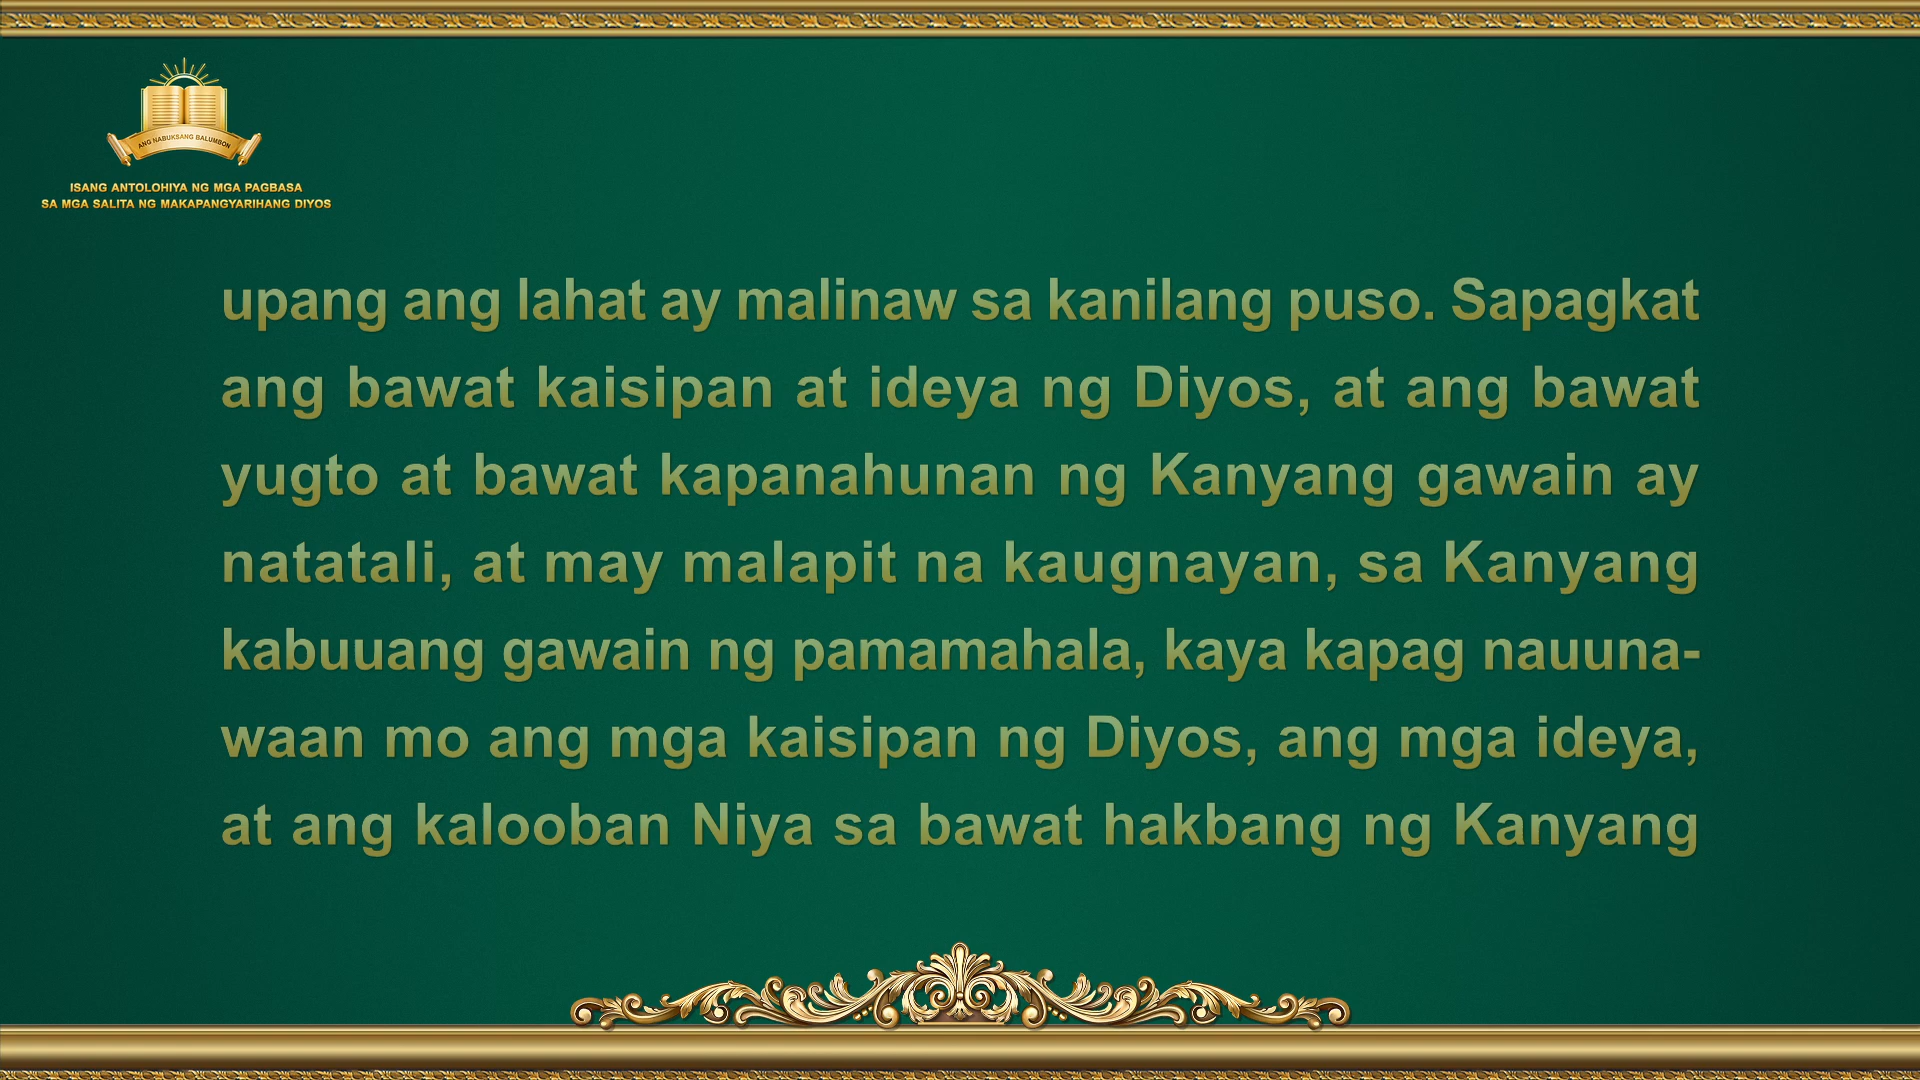 ANG NABUKSANG BALUMBON
ISANG ANTOLOHIYA NG MGA PAGBASA
SA MGA SALITA NG MAKAPANGYARIHANG DIYOS
upang ang lahat ay malinaw sa kanilang puso. Sapagkat
ang bawat kaisipan at ideya ng Diyos, at ang bawat
yugto at bawat kapanahunan ng Kanyang gawain ay
natatali, at may malapit na kaugnayan, sa Kanyang
kabuuang gawain ng pamamahala, kaya kapag nauuna-
waan mo ang mga kaisipan ng Diyos, ang mga ideya,
at ang kalooban Niya sa bawat hakbang ng Kanyang